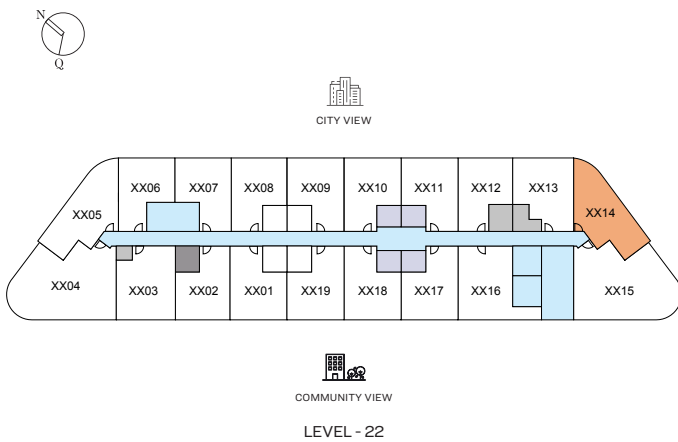 N
Q
CITY VIEW
XX06 XX07 XX08 XX09 XX10 XX11 XX12 XX13
XX05 XX14
XX04 XX03 XX02 XX01 XX19 XX18 XX17 XX16 XX15
COMMUNITY VIEW
LEVEL - 22